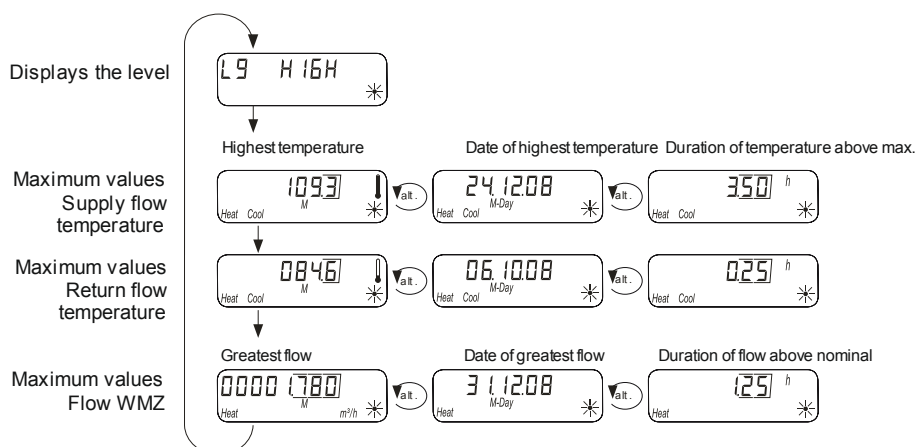 Displays the level
L9 HIGH
Highest temperature Date of highest temperature Duration of temperature above max.
Maximum values
Supply flow
temperature
109.3
M
Heat Cool
alt.
24.12.08
M-Day
Heat Cool
alt.
3.50 h
Heat Cool
Maximum values
Return flow
temperature
084.6
M
Heat Cool
alt.
06.10.08
M-Day
Heat Cool
alt.
0.25 h
Heat Cool
Greatest flow Date of greatest flow Duration of flow above nominal
Maximum values
Flow WMZ
00001.780
M
Heat m³/h
alt.
31.12.08
M-Day
Heat
alt.
1.25 h
Heat